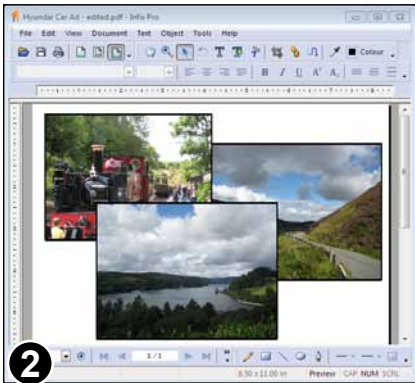 Hyundai Car Ad - edited.pdf - Infix Pro
File Edit View Document Text Object Tools Help
Colour
B I U A A
1/1
8.50 x 11.00 in Preview CAP NUM SCRL
2